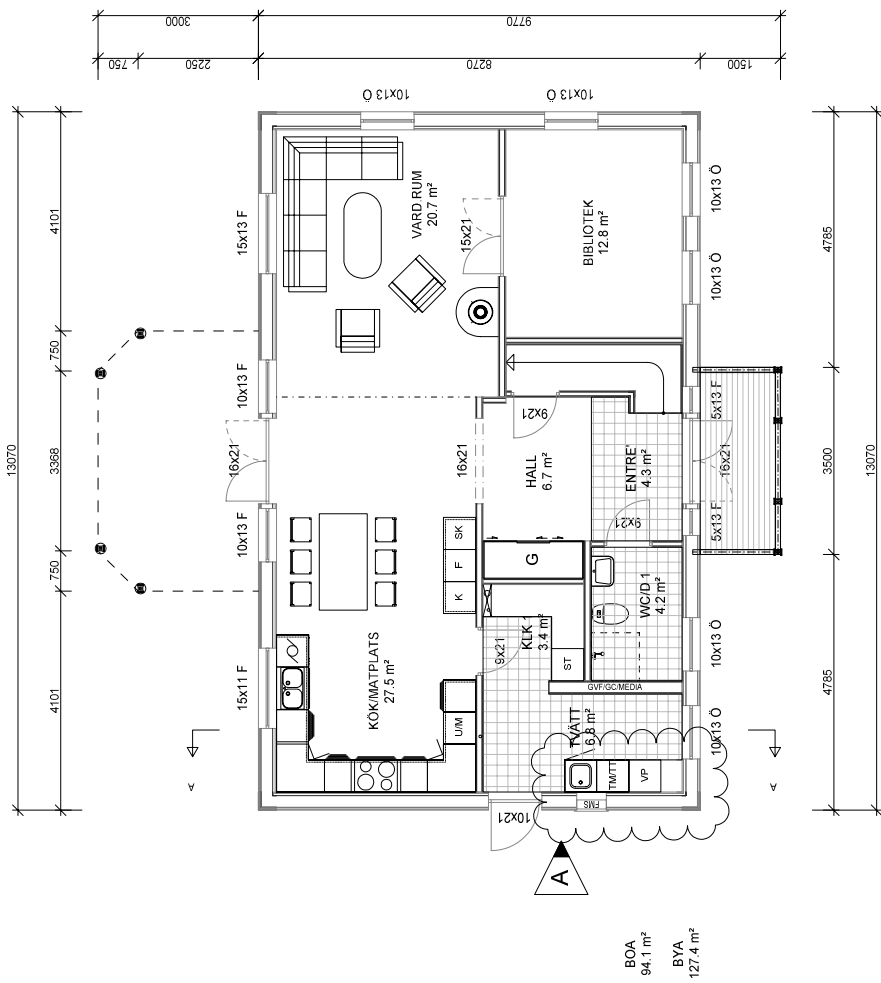 3000
9770
750
2250
8270
1500
10x13 Ö
10x13 Ö
13070
4101
750
3368
750
4101
15x13 F
10x13 F
16x21
10x13 F
15x11 F
VARD.RUM
20.7 m²
15x21
BIBLIOTEK
12.8 m²
10x13 Ö
10x13 Ö
4785
3500
4785
13070
9x21
16x21
HALL
6.7 m²
ENTRE'
4.3 m²
5x13 F
16x21
5x13 F
9x21
SK
F
K
G
WC/D 1
4.2 m²
KLK 1
3.4 m²
9x21
ST
GVF/GC/MEDIA
KÖK/MATPLATS
27.5 m²
U/M
TVÄTT
6.8 m²
10x13 Ö
10x13 Ö
TM/TT
VP
FMS
10x21
A
A
A
BOA
94.1 m²
BYA
127.4 m²